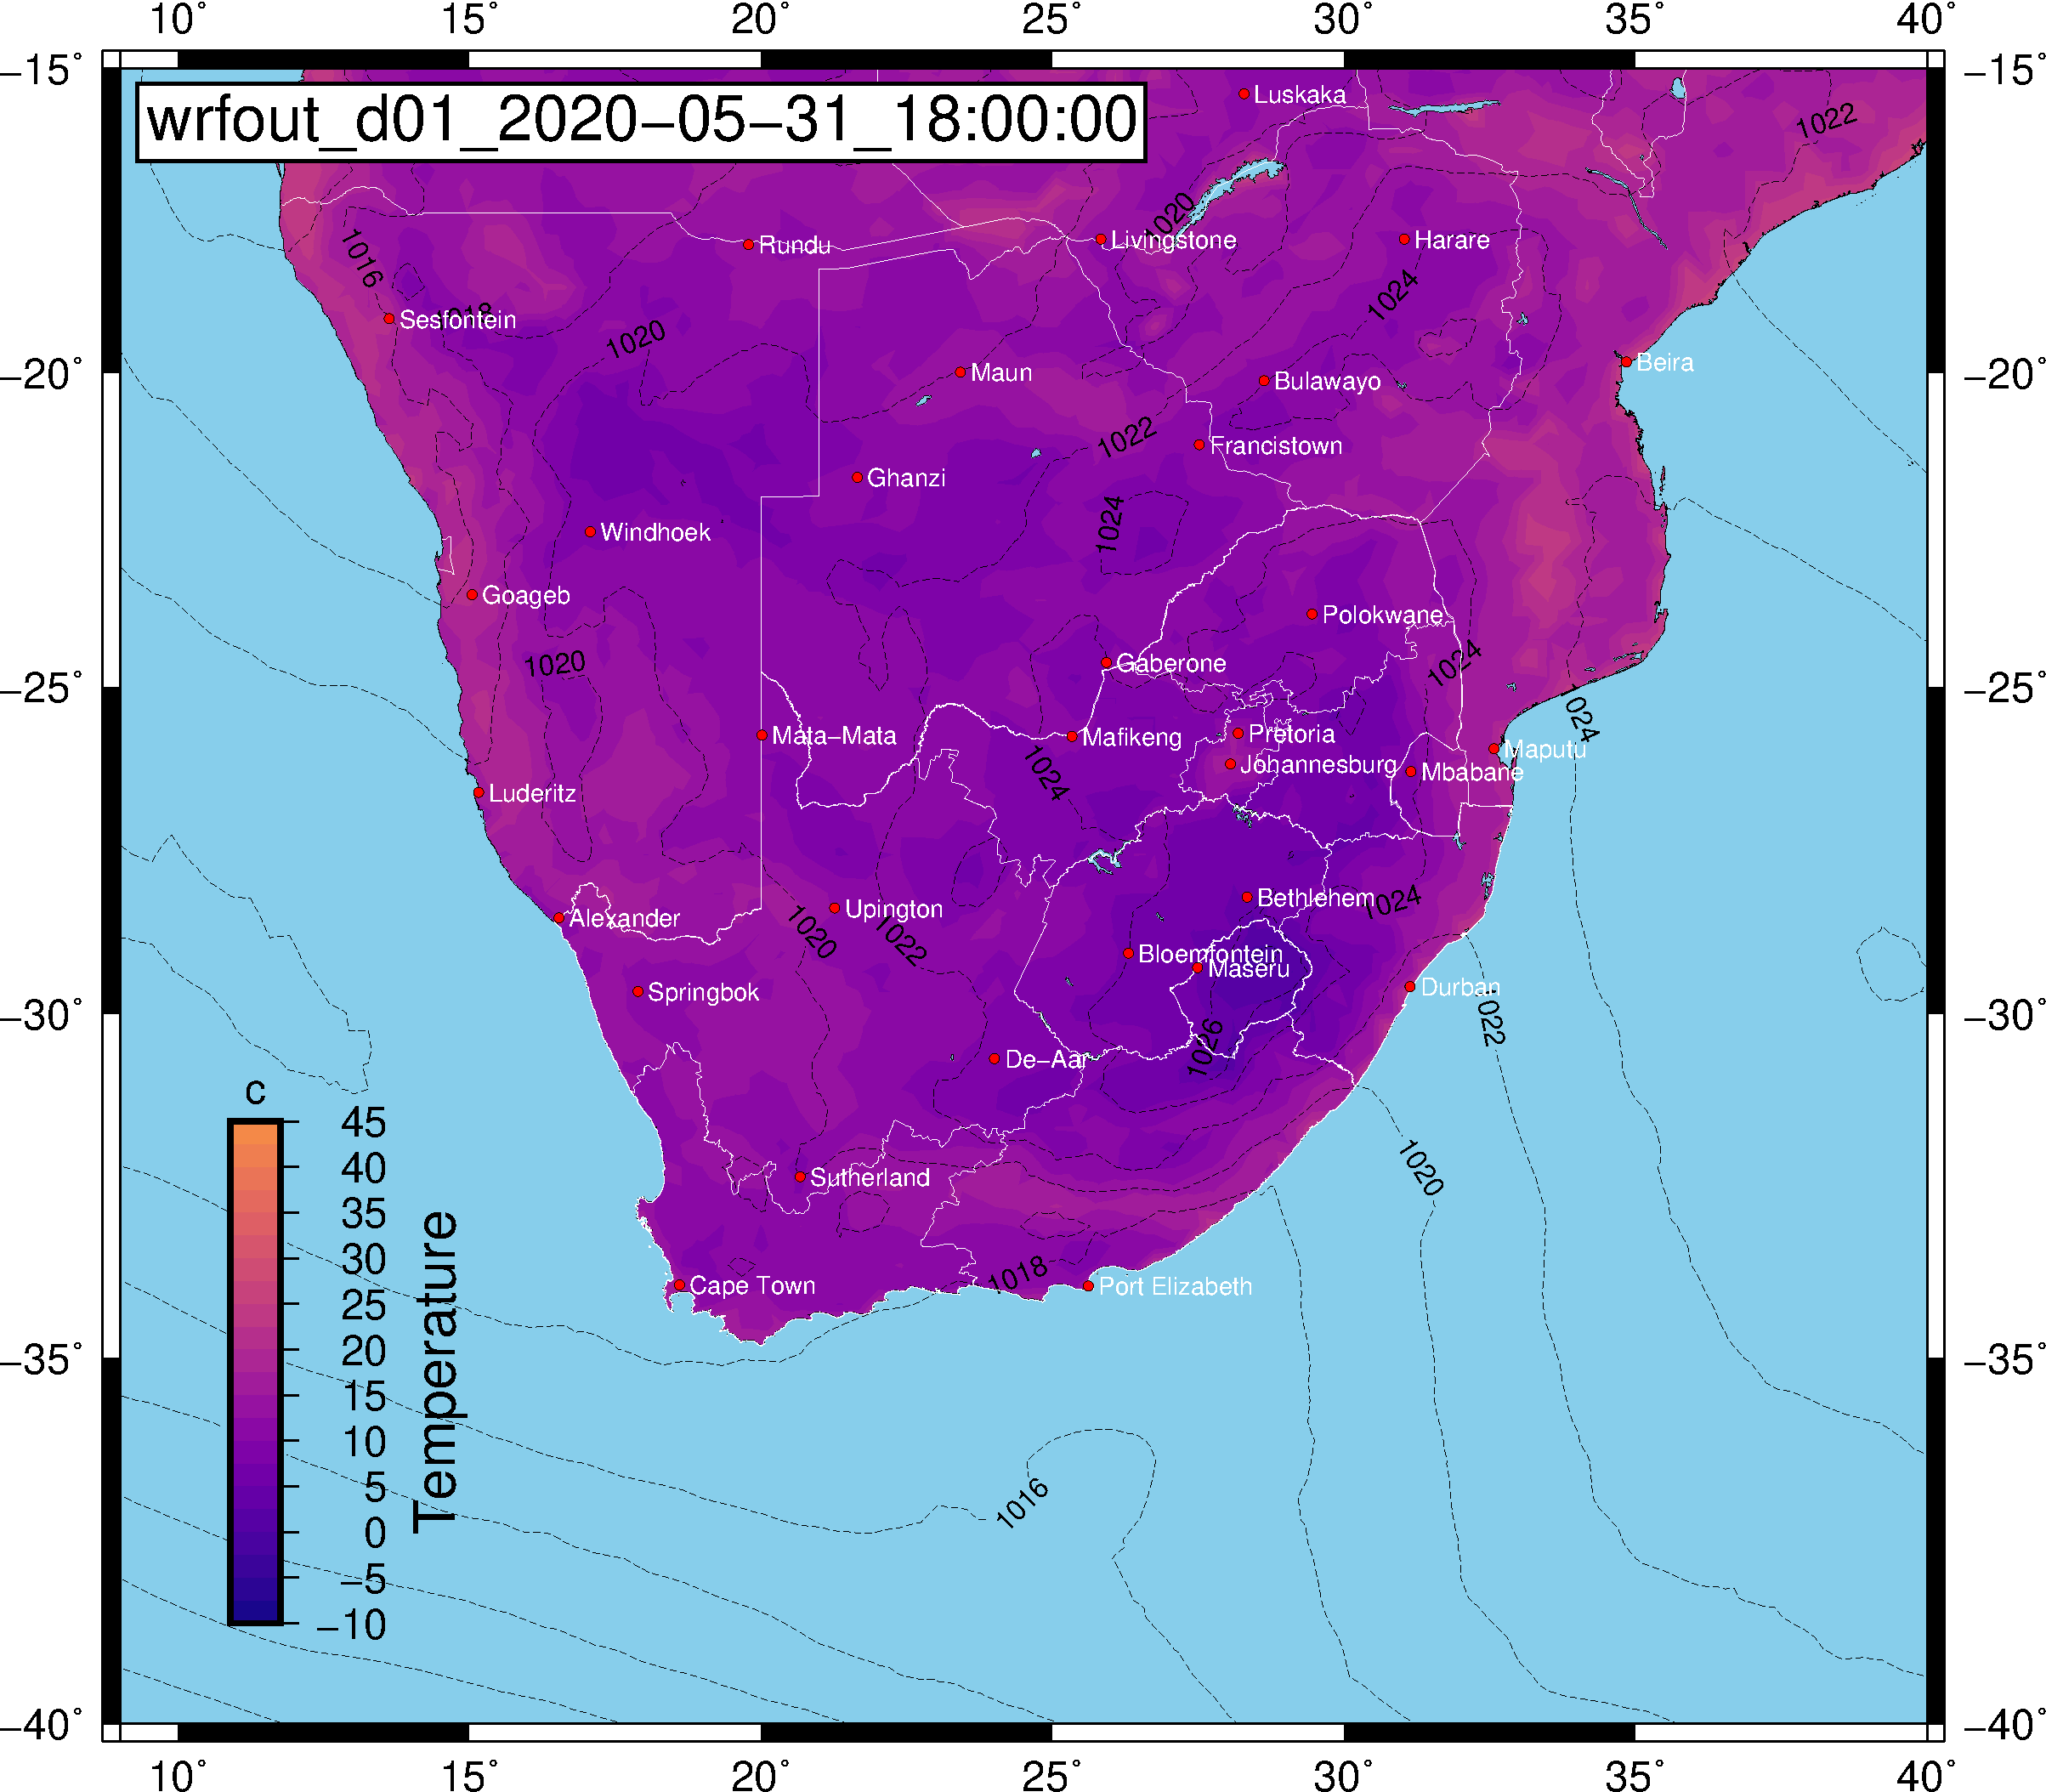 10° 15° 20° 25° 30° 35° 40°
−15° −15°
wrfout_d01_2020−05−31_18:00:00
Luskaka
1022
1020
Rundu
Livingstone
Harare
1016
1024
Sesfontein
1018
1020
Beira
−20° −20°
Maun
Bulawayo
1022
Francistown
Ghanzi
1024
Windhoek
Goageb
Polokwane
1020
Gaberone
1024
−25° −25°
1024
Mata−Mata
Mafikeng
Pretoria
Maputu
Johannesburg
Mbabane
1024
Luderitz
Bethlehem
1024
Upington
Alexander
1020
1022
Bloemfontein
Maseru
Springbok
Durban
1022
−30° −30°
1026
De−Aar
c
45
1020
40
Sutherland
35
30
1018
Cape Town
Port Elizabeth
25
20
−35° −35°
15
10
5
1016
0
−5
−10
Temperature
−40° −40°
10° 15° 20° 25° 30° 35° 40°